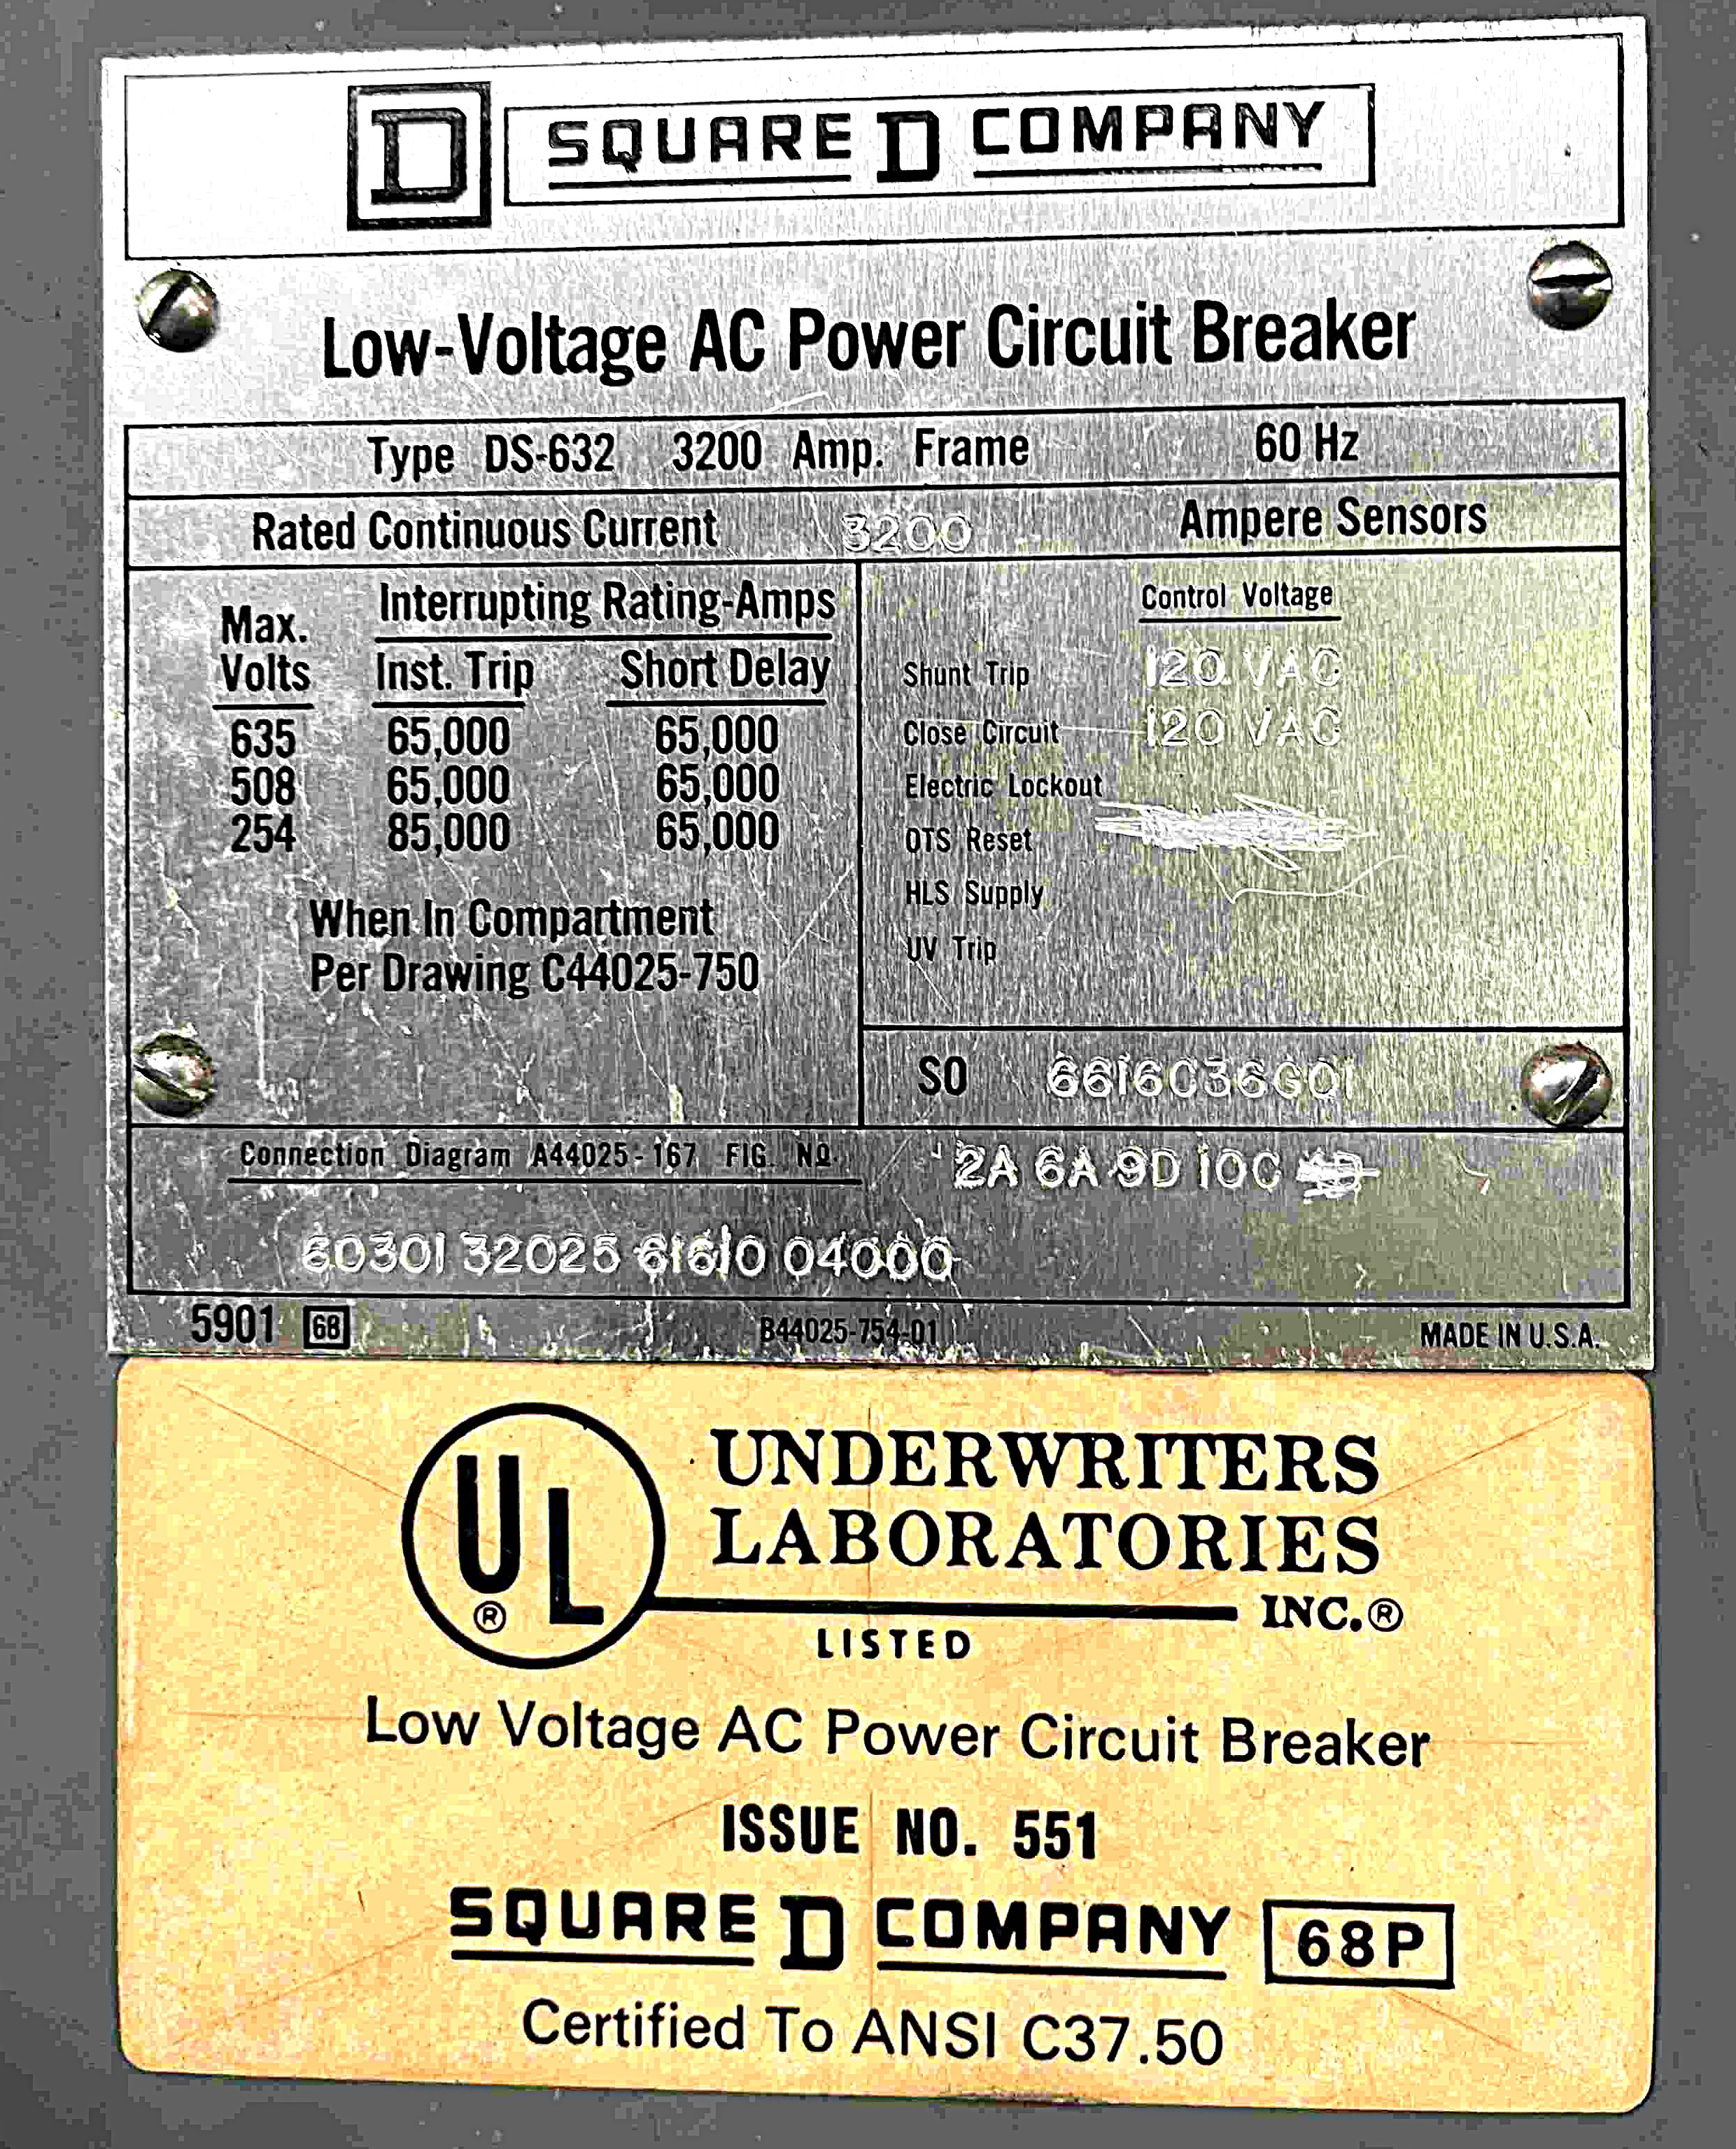 D SQUARE D COMPANY
Low-Voltage AC Power Circuit Breaker
Type DS-632 3200 Amp. Frame 60 Hz
Rated Continuous Current 3200 Ampere Sensors
Max. Volts Interrupting Rating-Amps
Inst. Trip Short Delay
635 65,000 65,000
508 65,000 65,000
254 85,000 65,000
When In Compartment
Per Drawing C44025-750
Control Voltage
Shunt Trip 120 VAC
Close Circuit 120 VAC
Electric Lockout
OTS Reset
HLS Supply
UV Trip
SO 6616C36G01
Connection Diagram A44025-167 FIG. NO. 2A 6A 9D 10C
60301 32025 61610 04000
5901 68 B44025-754-01 MADE IN U.S.A.
UL ®
UNDERWRITERS
LABORATORIES
INC.®
LISTED
Low Voltage AC Power Circuit Breaker
ISSUE NO. 551
SQUARE D COMPANY 68P
Certified To ANSI C37.50